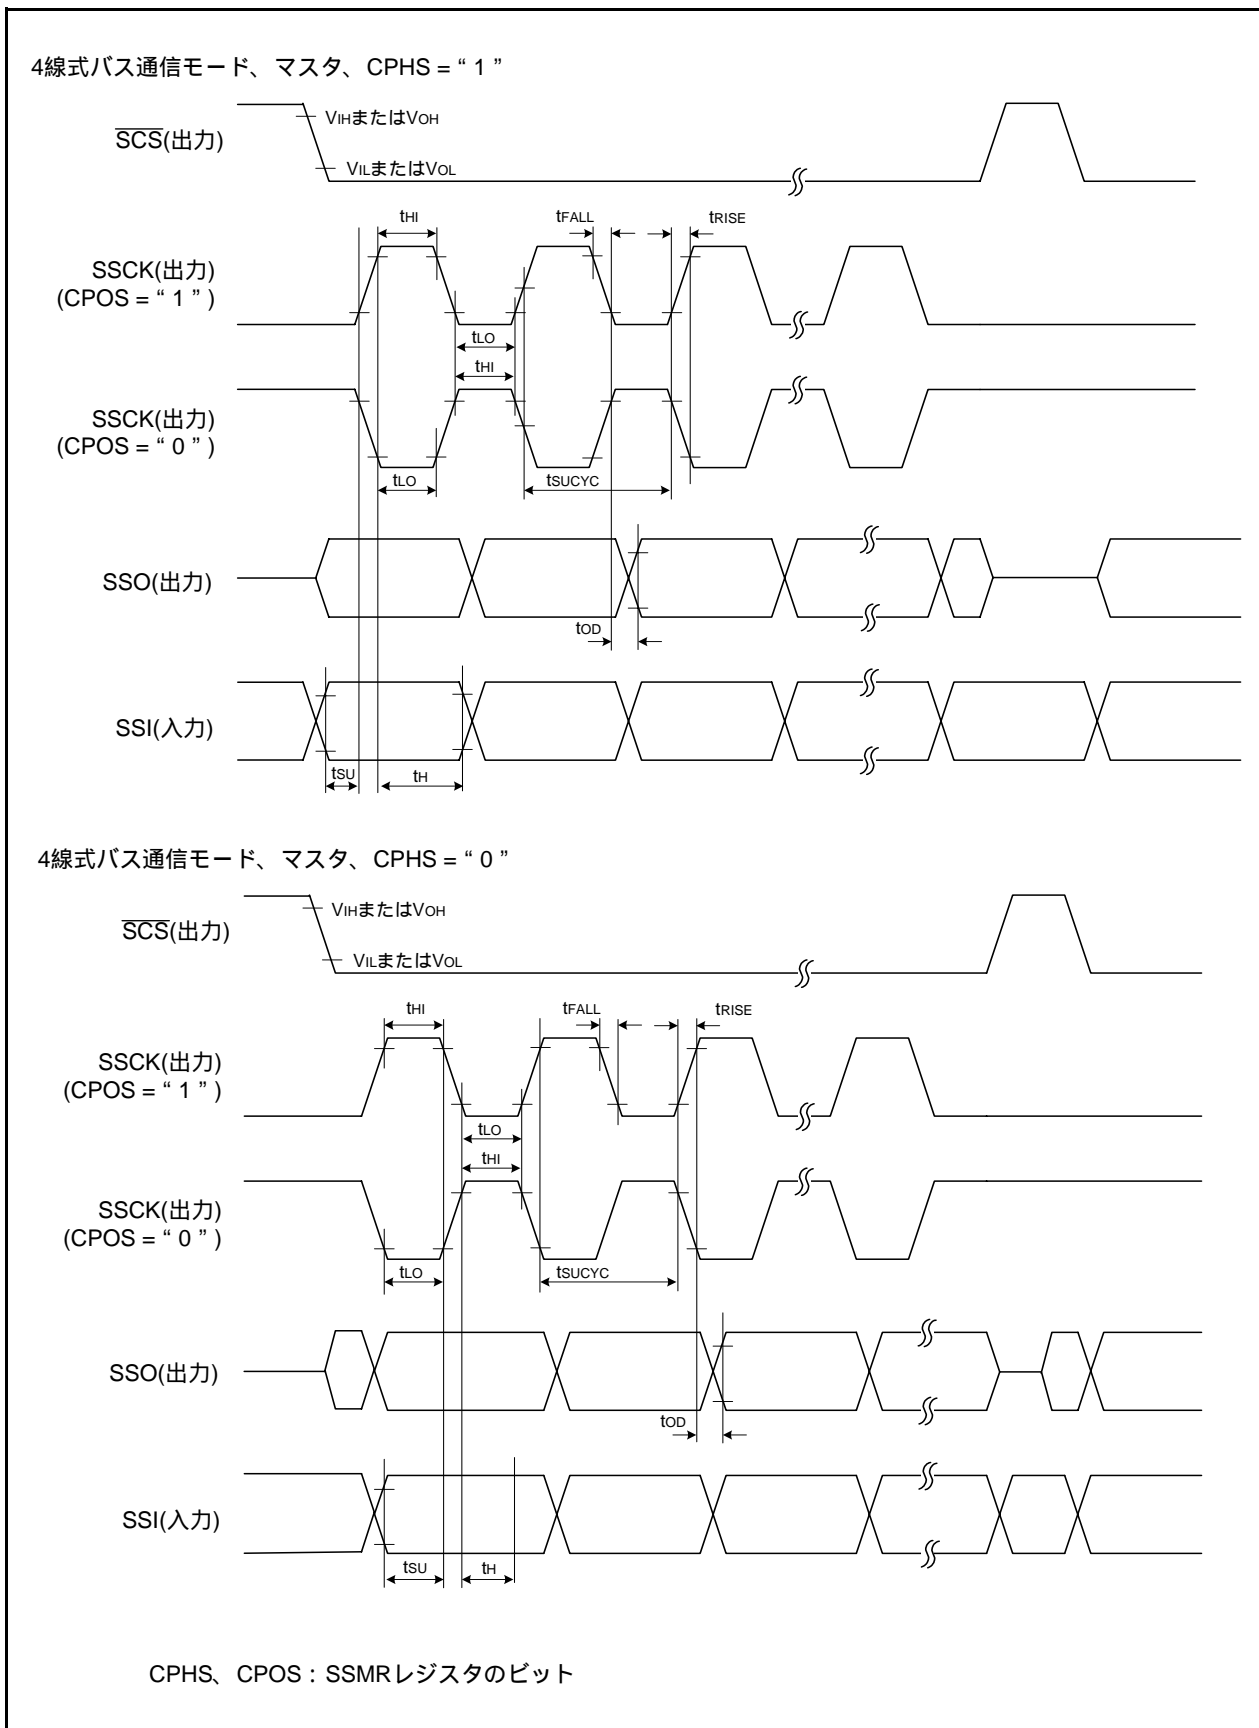 4線式バス通信モード、マスタ、CPHS = “ 1 ”
VIHまたはVOH
SCS(出力)
VILまたはVOL
tHI
tFALL
tRISE
SSCK(出力)
(CPOS = “ 1 ” )
tLO
tHI
SSCK(出力)
(CPOS = “ 0 ” )
tLO
tSUCYC
SSO(出力)
tOD
SSI(入力)
tSU
tH
4線式バス通信モード、マスタ、CPHS = “ 0 ”
VIHまたはVOH
SCS(出力)
VILまたはVOL
tHI
tFALL
tRISE
SSCK(出力)
(CPOS = “ 1 ” )
tLO
tHI
SSCK(出力)
(CPOS = “ 0 ” )
tLO
tSUCYC
SSO(出力)
tOD
SSI(入力)
tSU
tH
CPHS、CPOS：SSMRレジスタのビット